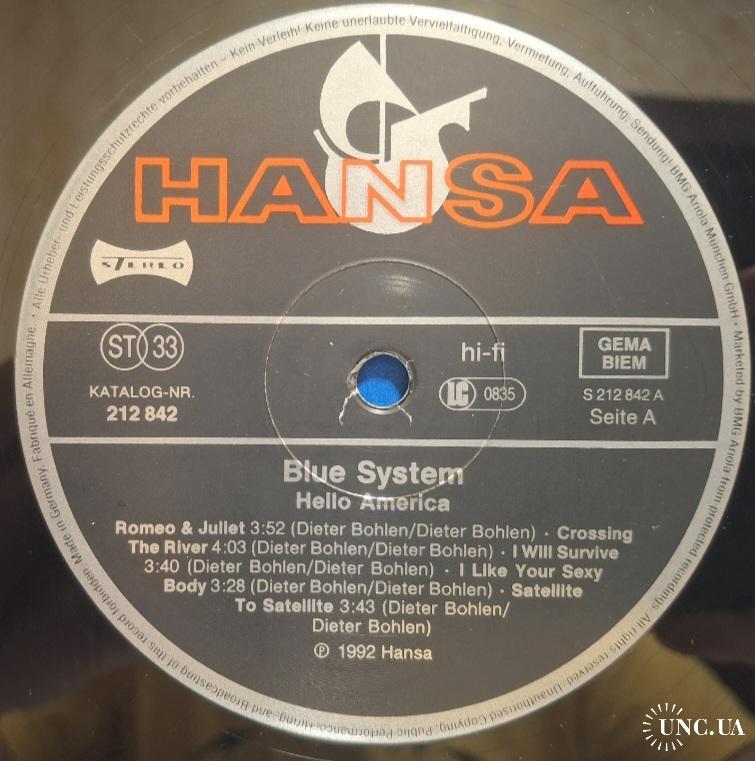 Alle Urheber- und Leistungsschutzrechte vorbehalten - Kein Verleih! Keine unerlaubte Vervielfältigung, Vermietung, Aufführung, Sendung! BMG Ariola München GmbH • Marketed by BMG Ariola from protected recordings. All rights reserved. Unauthorised Copying, Public Performance, Hiring, and Broadcasting of this record forbidden. Made in Germany. Fabriqué en Allemagne. •
HANSA
STEREO
ST 33
hi-fi
GEMA
BIEM
KATALOG-NR.
212 842
LC 0835
S 212 842 A
Seite A
Blue System
Hello America
Romeo & Juliet 3:52 (Dieter Bohlen/Dieter Bohlen) · Crossing
The River 4:03 (Dieter Bohlen/Dieter Bohlen) · I Will Survive
3:40 (Dieter Bohlen/Dieter Bohlen) · I Like Your Sexy
Body 3:28 (Dieter Bohlen/Dieter Bohlen) · Satellite
To Satellite 3:43 (Dieter Bohlen/
Dieter Bohlen)
℗ 1992 Hansa
UNC.UA